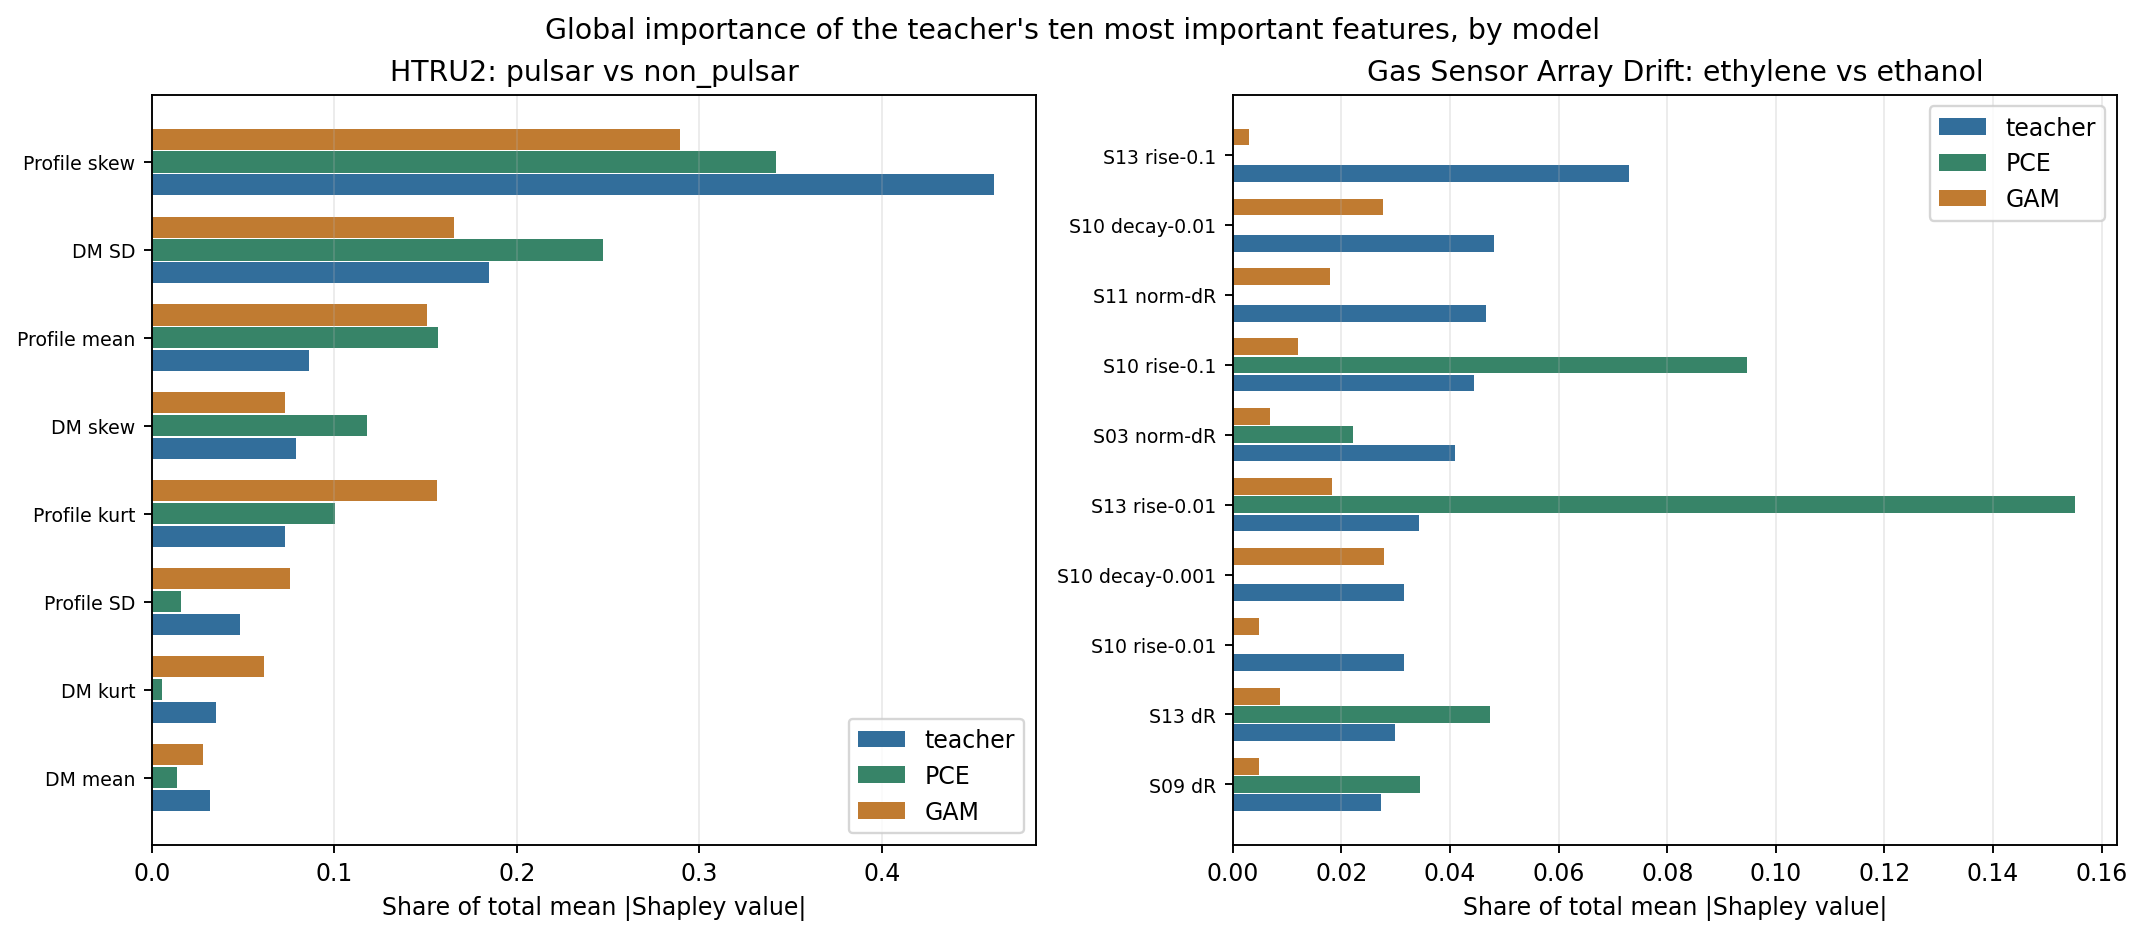 Global importance of the teacher's ten most important features, by model
HTRU2: pulsar vs non_pulsar
Profile skew
DM SD
Profile mean
DM skew
Profile kurt
Profile SD
DM kurt
DM mean
teacher
PCE
GAM
0.0 0.1 0.2 0.3 0.4
Share of total mean |Shapley value|
Gas Sensor Array Drift: ethylene vs ethanol
teacher
PCE
GAM
S13 rise-0.1
S10 decay-0.01
S11 norm-dR
S10 rise-0.1
S03 norm-dR
S13 rise-0.01
S10 decay-0.001
S10 rise-0.01
S13 dR
S09 dR
0.00 0.02 0.04 0.06 0.08 0.10 0.12 0.14 0.16
Share of total mean |Shapley value|